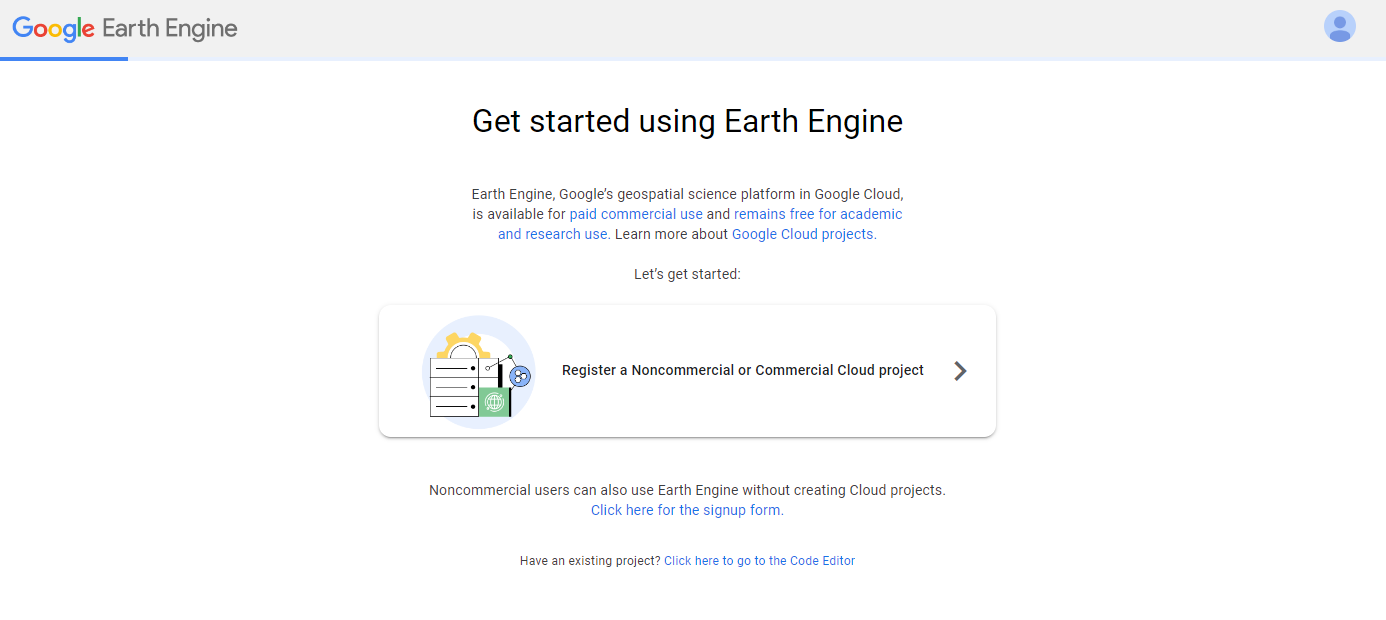 Google Earth Engine
Get started using Earth Engine
Earth Engine, Google’s geospatial science platform in Google Cloud,
is available for paid commercial use and remains free for academic
and research use. Learn more about Google Cloud projects.
Let’s get started:
Register a Noncommercial or Commercial Cloud project
Noncommercial users can also use Earth Engine without creating Cloud projects.
Click here for the signup form.
Have an existing project? Click here to go to the Code Editor